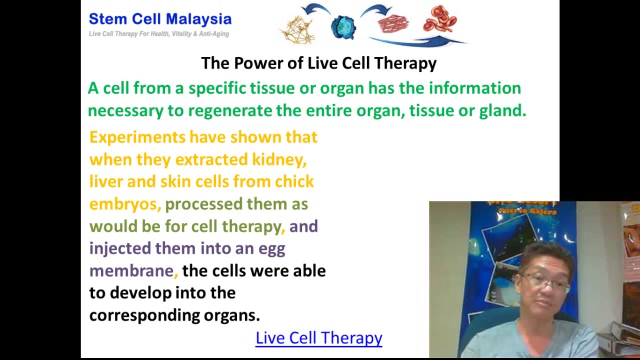 Stem Cell Malaysia
Live Cell Therapy For Health, Vitality & Anti-Aging
The Power of Live Cell Therapy
A cell from a specific tissue or organ has the information
necessary to regenerate the entire organ, tissue or gland.
Experiments have shown that
when they extracted kidney,
liver and skin cells from chick
embryos, processed them as
would be for cell therapy, and
injected them into an egg
membrane, the cells were able
to develop into the
corresponding organs.
Live Cell Therapy